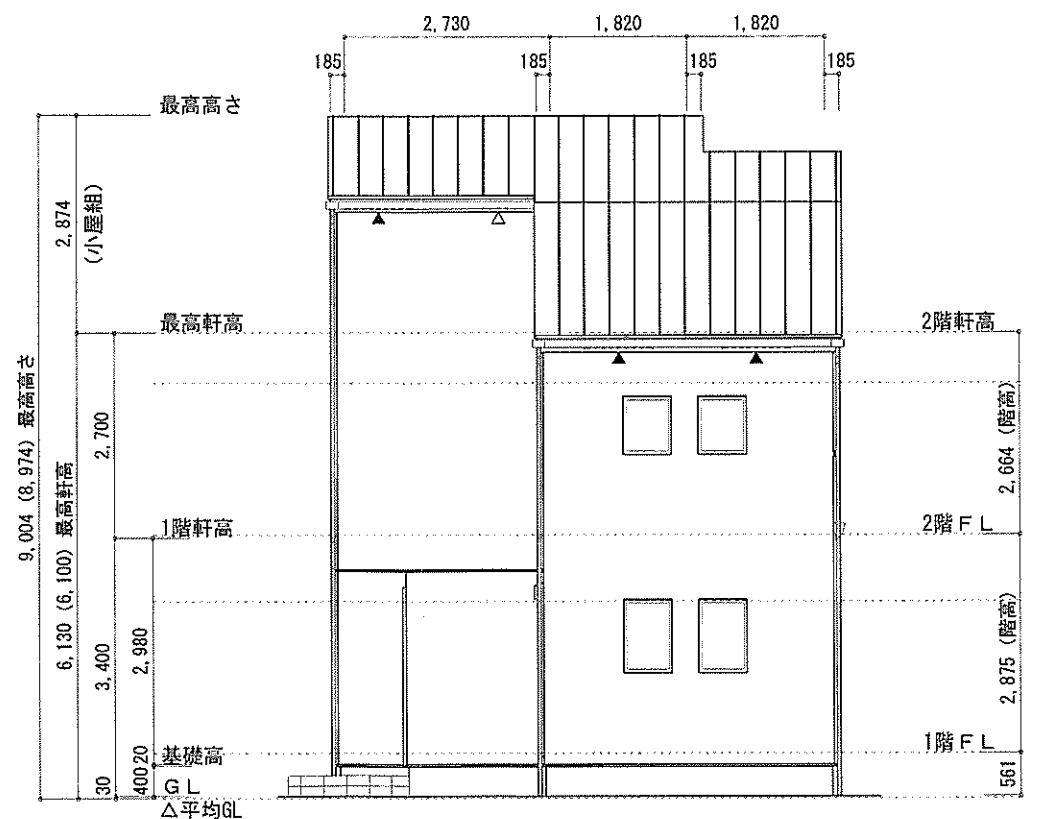 2,730
1,820
1,820
185
185
185
185
最高高さ
2,874
(小屋組)
最高軒高
2階軒高
9,004 (8,974) 最高高さ
6,130 (6,100) 最高軒高
2,700
2,664 (階高)
1階軒高
2階FL
3,400
2,980
2,875 (階高)
基礎高
1階FL
20
400
30
GL
561
△平均GL